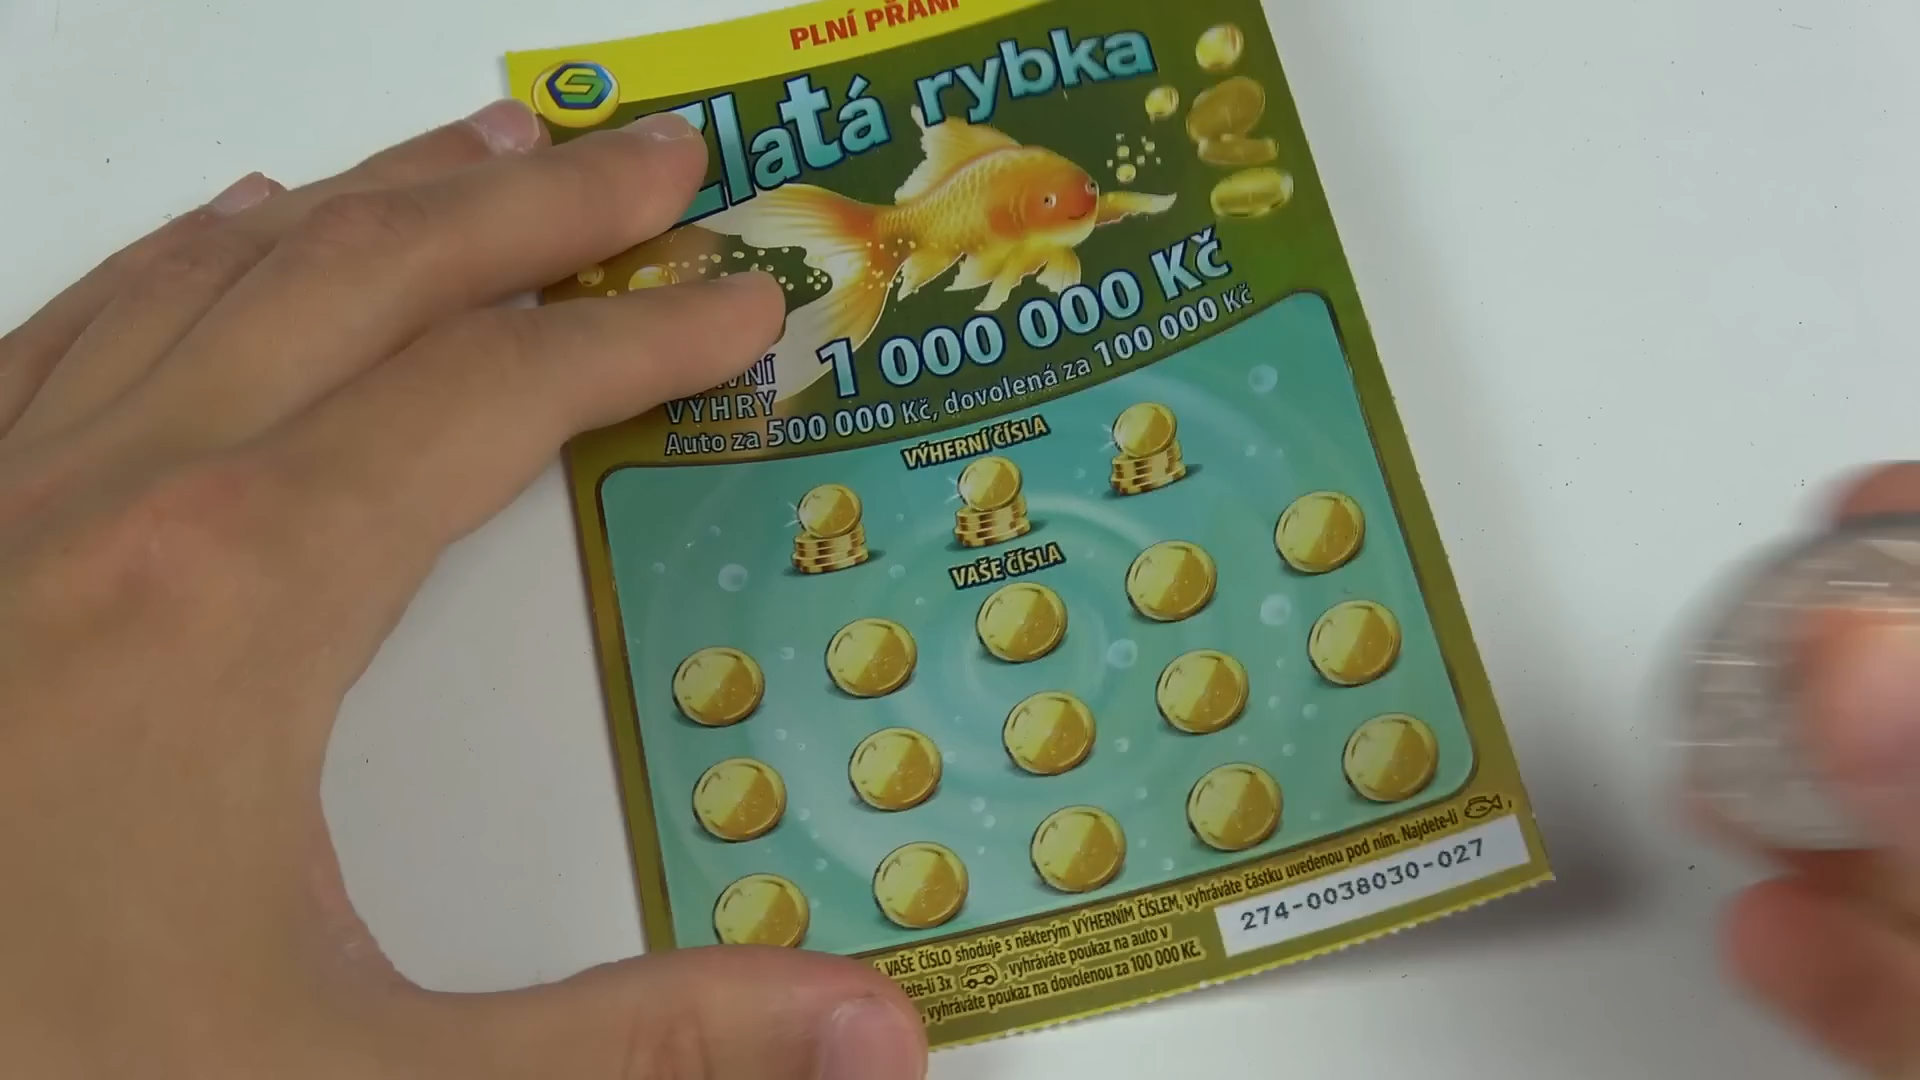 PLNÍ PŘÁNÍ
Zlatá rybka
VÝHRY
1 000 000 Kč
Auto za 500 000 Kč, dovolená za 100 000 Kč
VÝHERNÍ ČÍSLA
VAŠE ČÍSLA
VAŠE ČÍSLO shoduje s některým VÝHERNÍM ČÍSLEM, vyhráváte částku uvedenou pod ním. Najdete-li
3x , vyhráváte poukaz na auto v
, vyhráváte poukaz na dovolenou za 100 000 Kč.
274-0038030-027